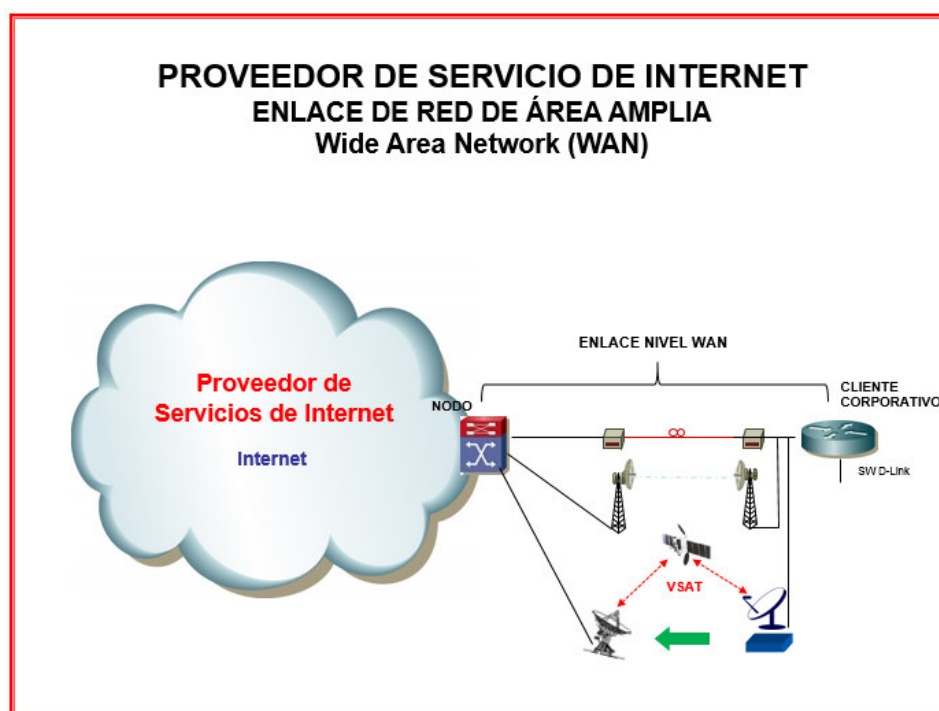 PROVEEDOR DE SERVICIO DE INTERNET
ENLACE DE RED DE ÁREA AMPLIA
Wide Area Network (WAN)
ENLACE NIVEL WAN
Proveedor de
Servicios de Internet
Internet
NODO
CLIENTE
CORPORATIVO
SW D-Link
VSAT